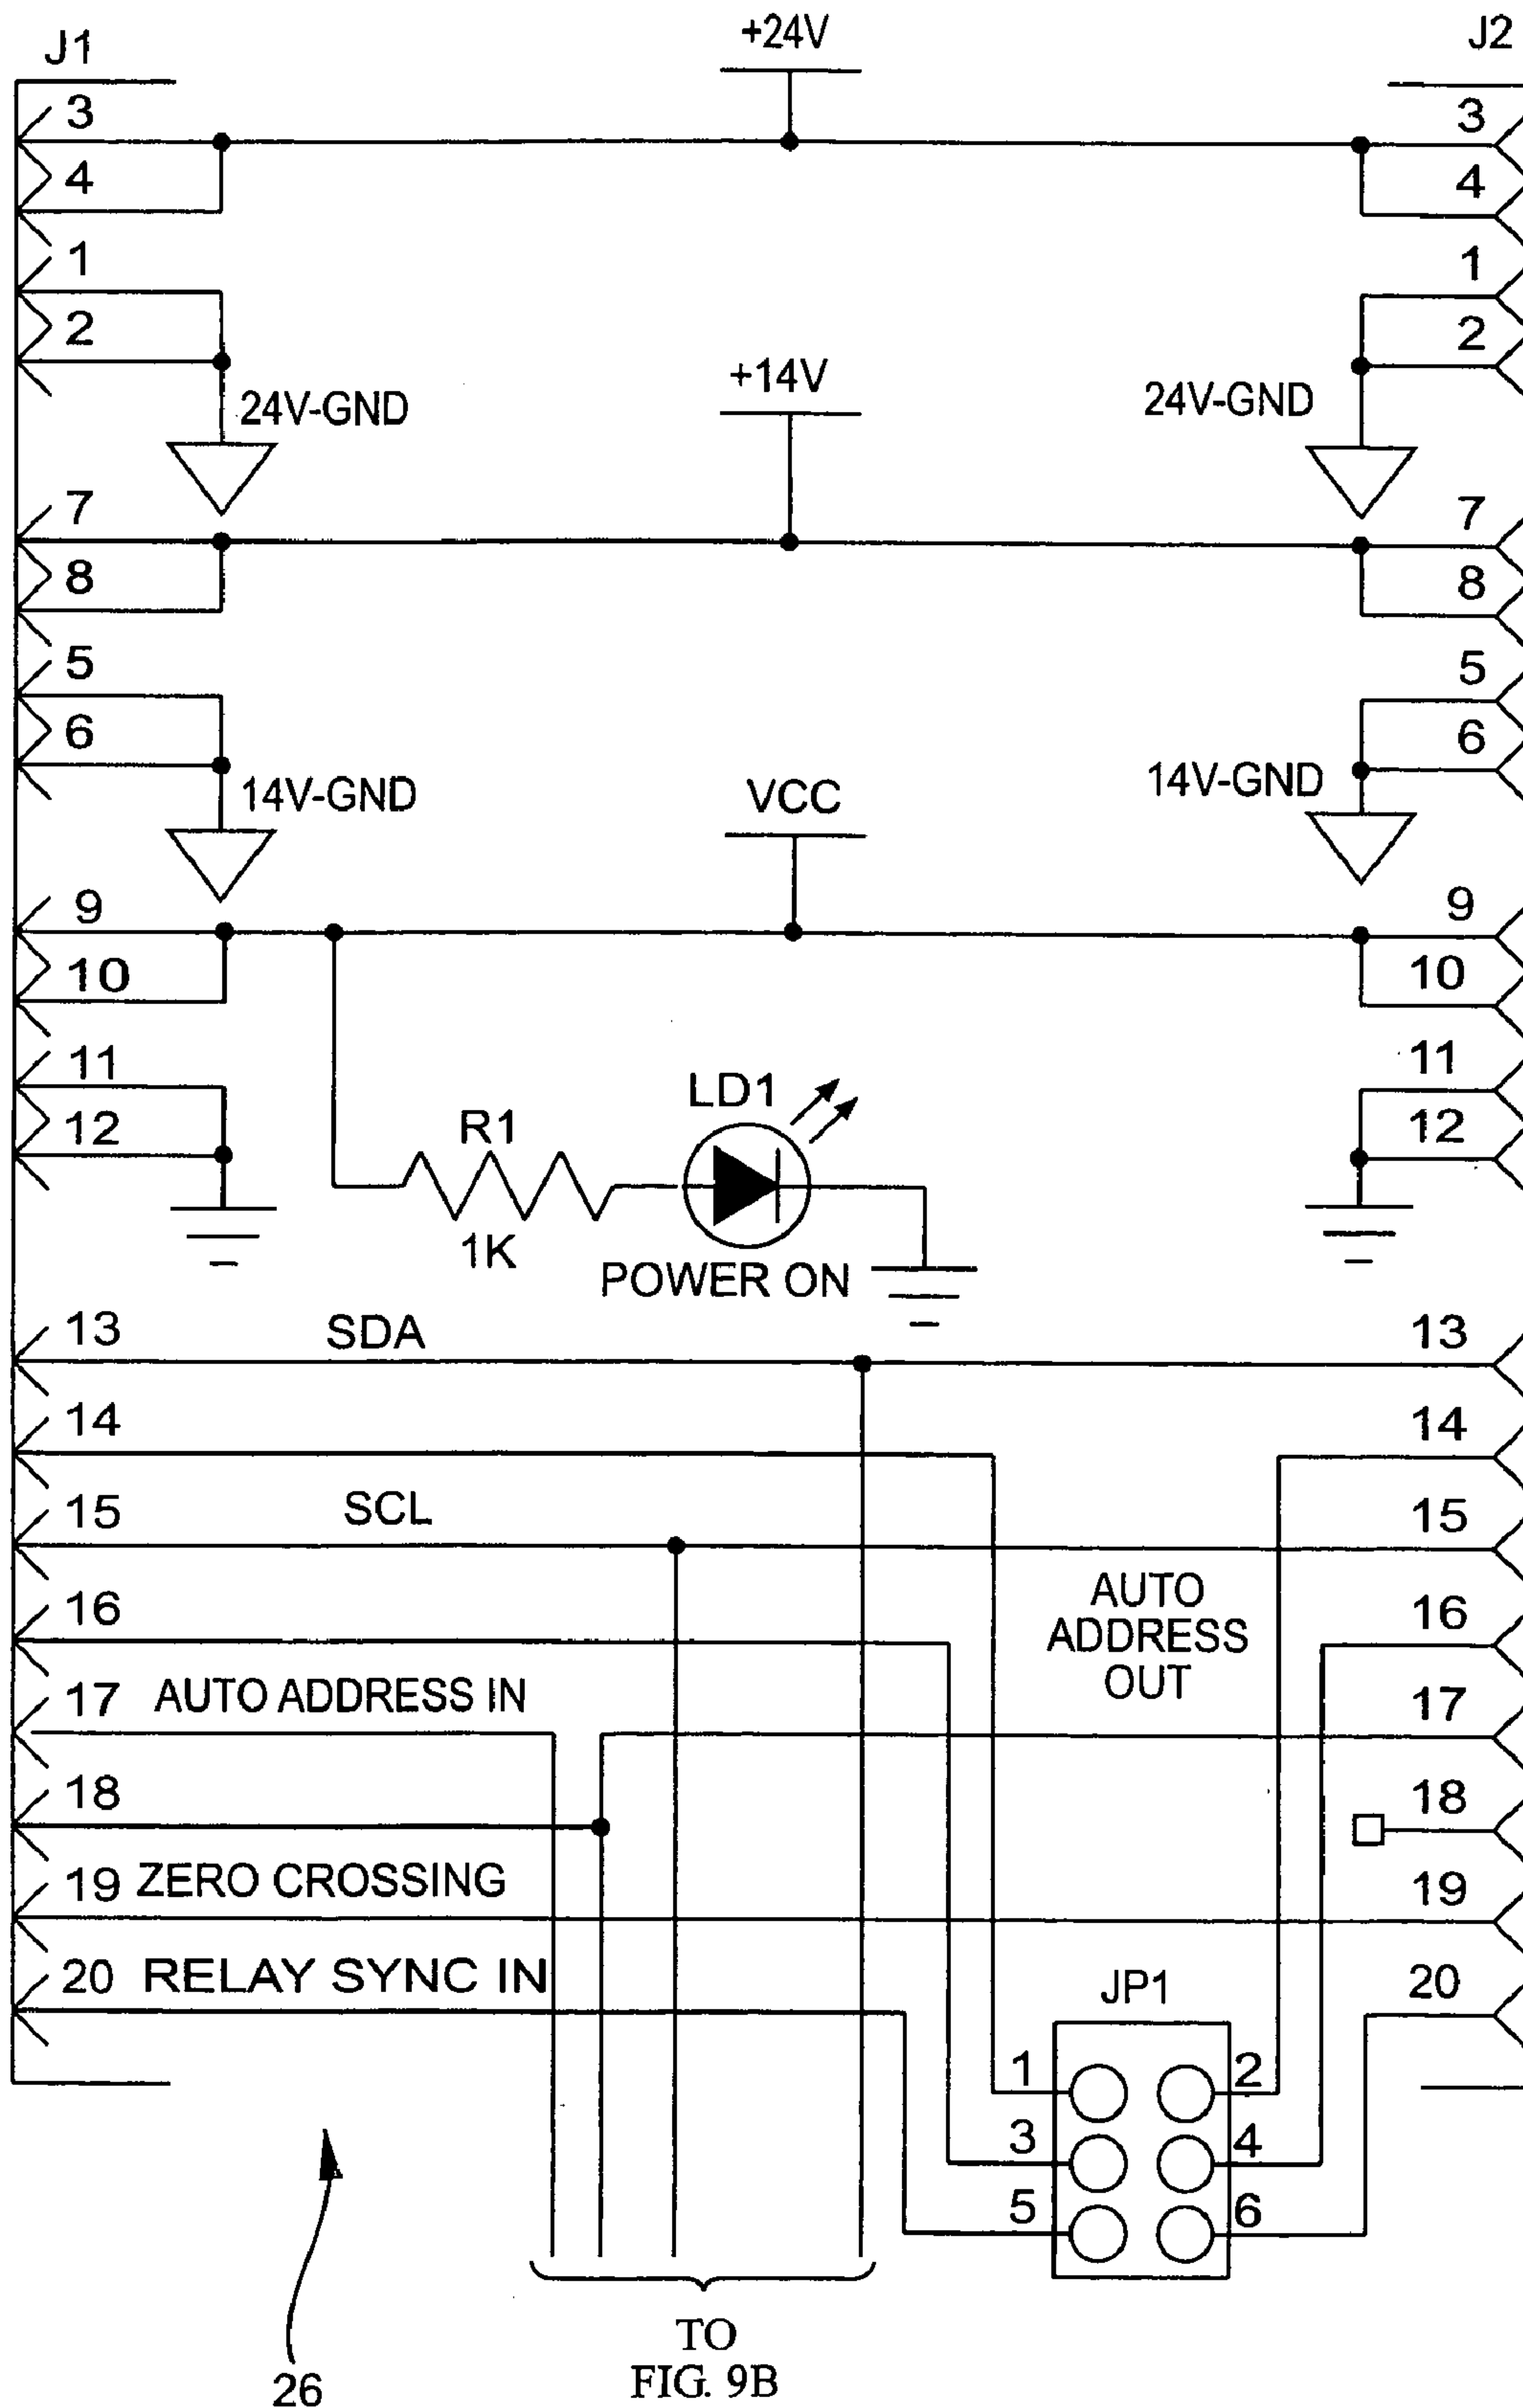 J1 +24V J2
3 3
4 4
1 1
2 2
+14V
24V-GND 24V-GND
7 7
8 8
5 5
6 6
14V-GND VCC 14V-GND
9 9
10 10
11 11
LD1
12 R1 12
1K
POWER ON
13 SDA 13
14 14
15 SCL 15
AUTO
ADDRESS
OUT
16 16
17 AUTO ADDRESS IN 17
18 18
19 ZERO CROSSING 19
20 RELAY SYNC IN 20
JP1
1 2
3 4
5 6
TO
FIG. 9B
26